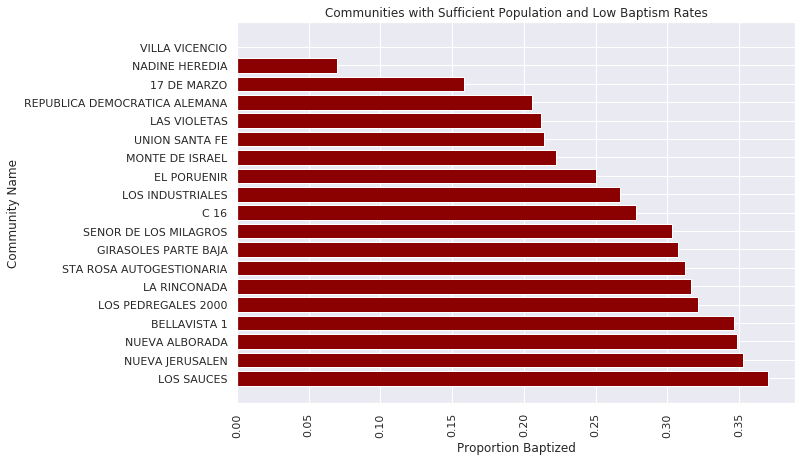 Communities with Sufficient Population and Low Baptism Rates
Community Name
VILLA VICENCIO
NADINE HEREDIA
17 DE MARZO
REPUBLICA DEMOCRATICA ALEMANA
LAS VIOLETAS
UNION SANTA FE
MONTE DE ISRAEL
EL PORUENIR
LOS INDUSTRIALES
C 16
SENOR DE LOS MILAGROS
GIRASOLES PARTE BAJA
STA ROSA AUTOGESTIONARIA
LA RINCONADA
LOS PEDREGALES 2000
BELLAVISTA 1
NUEVA ALBORADA
NUEVA JERUSALEN
LOS SAUCES
0.00
0.05
0.10
0.15
0.20
0.25
0.30
0.35
Proportion Baptized